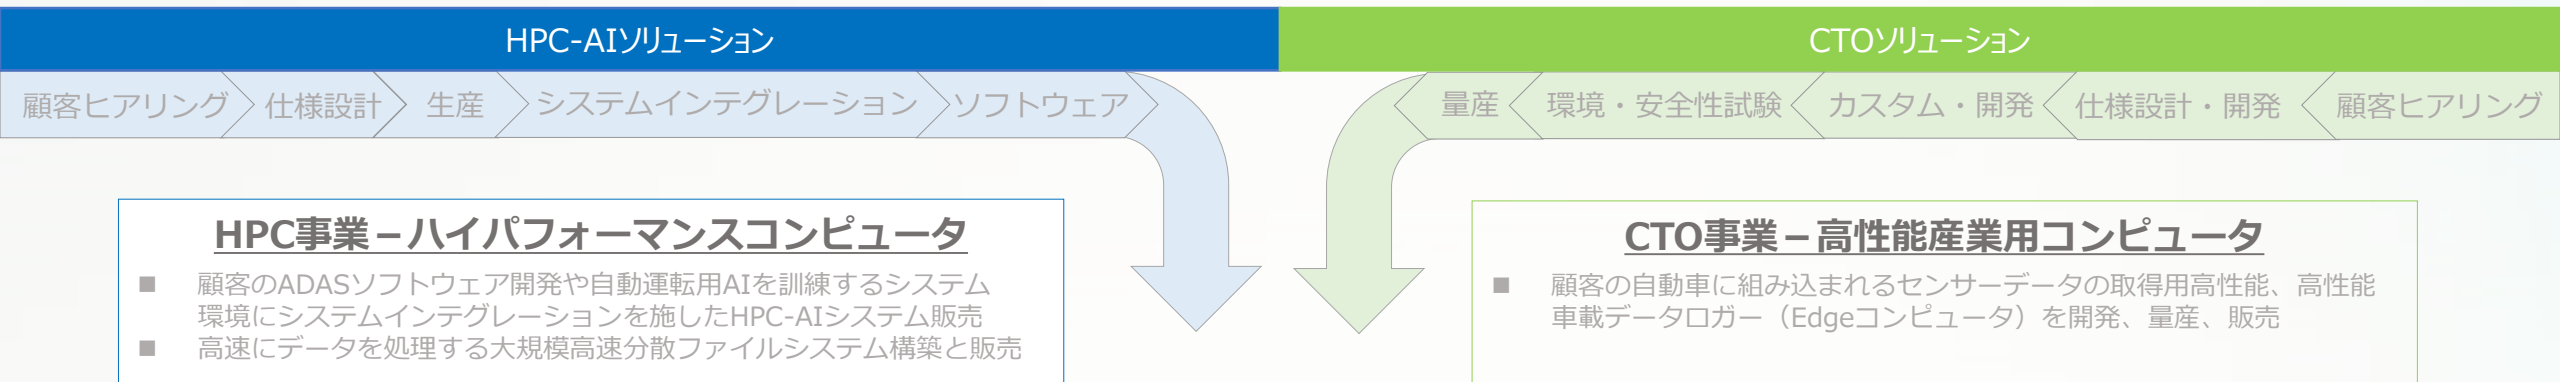 HPC-AIソリューション
CTOソリューション
顧客ヒアリング 仕様設計 生産 システムインテグレーション ソフトウェア
量産 環境・安全性試験 カスタム・開発 仕様設計・開発 顧客ヒアリング
HPC事業－ハイパフォーマンスコンピュータ
■ 顧客のADASソフトウェア開発や自動運転用AIを訓練するシステム
環境にシステムインテグレーションを施したHPC-AIシステム販売
■ 高速にデータを処理する大規模高速分散ファイルシステム構築と販売
CTO事業－高性能産業用コンピュータ
■ 顧客の自動車に組み込まれるセンサーデータの取得用高性能、高性能
車載データロガー（Edgeコンピュータ）を開発、量産、販売